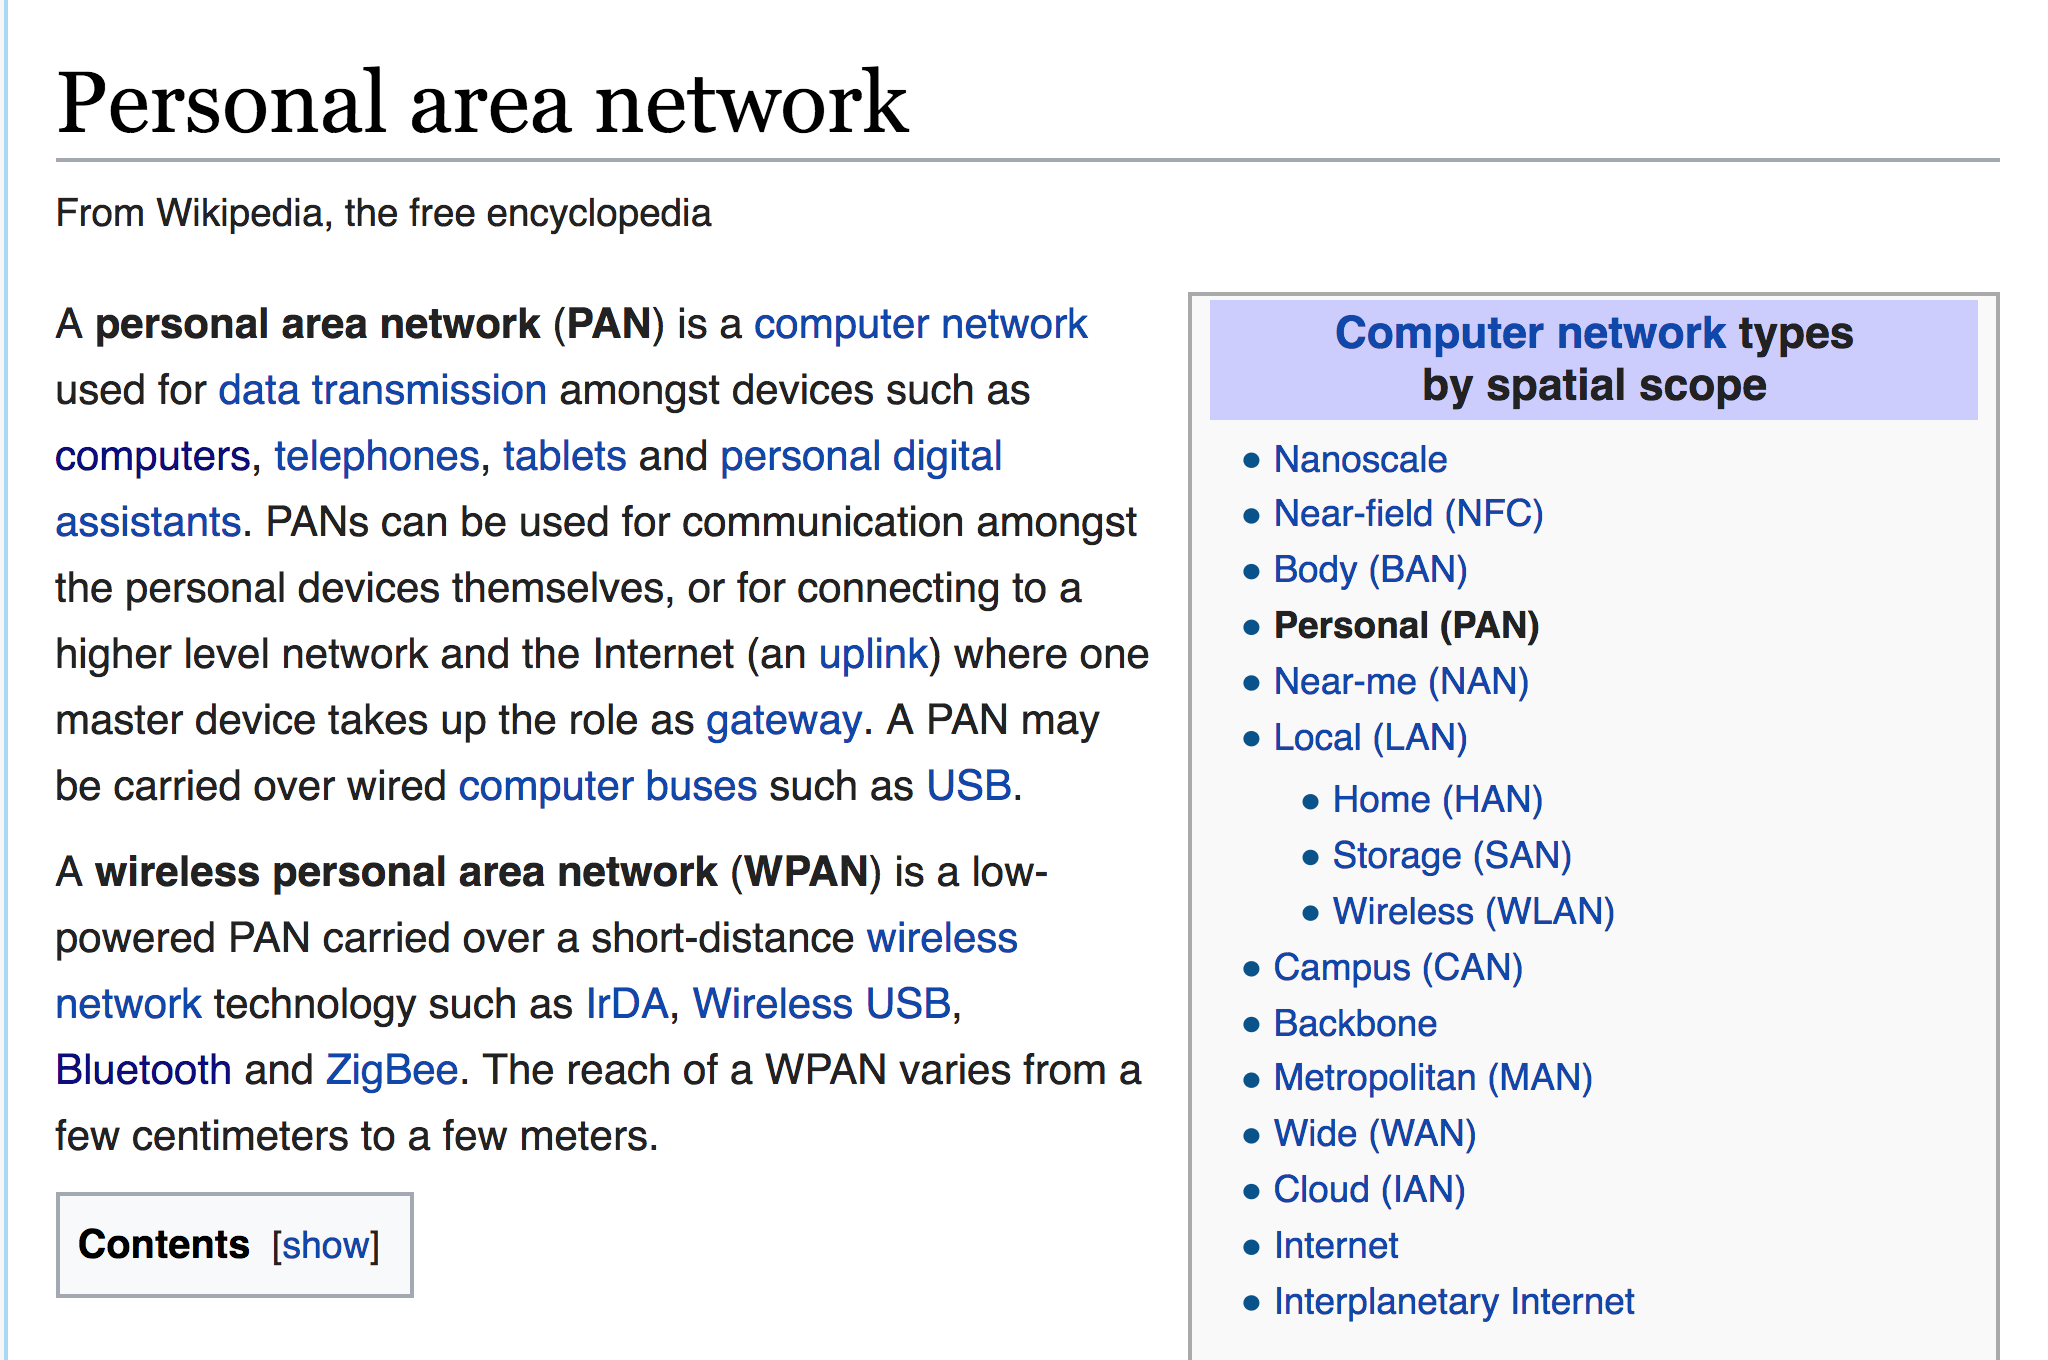 Personal area network
From Wikipedia, the free encyclopedia
A personal area network (PAN) is a computer network
used for data transmission amongst devices such as
computers, telephones, tablets and personal digital
assistants. PANs can be used for communication amongst
the personal devices themselves, or for connecting to a
higher level network and the Internet (an uplink) where one
master device takes up the role as gateway. A PAN may
be carried over wired computer buses such as USB.
A wireless personal area network (WPAN) is a low-
powered PAN carried over a short-distance wireless
network technology such as IrDA, Wireless USB,
Bluetooth and ZigBee. The reach of a WPAN varies from a
few centimeters to a few meters.
Contents [show]
Computer network types
by spatial scope
• Nanoscale
• Near-field (NFC)
• Body (BAN)
• Personal (PAN)
• Near-me (NAN)
• Local (LAN)
• Home (HAN)
• Storage (SAN)
• Wireless (WLAN)
• Campus (CAN)
• Backbone
• Metropolitan (MAN)
• Wide (WAN)
• Cloud (IAN)
• Internet
• Interplanetary Internet